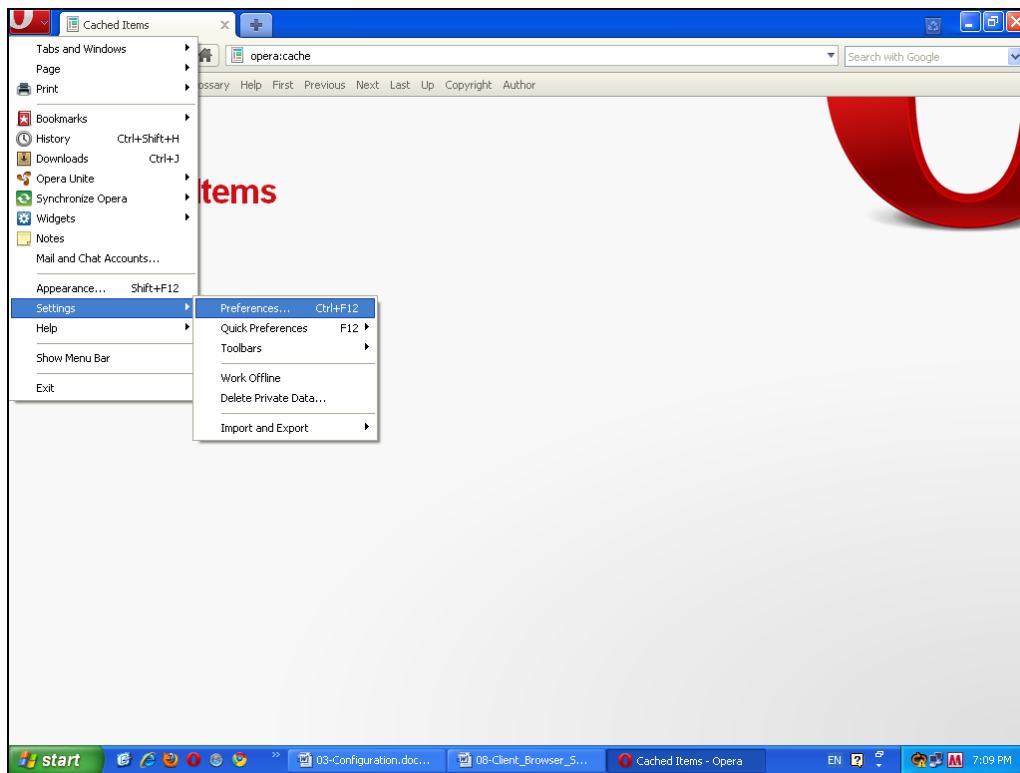 Cached Items
Tabs and Windows
opera:cache
Search with Google
Page
Print
Help First Previous Next Last Up Copyright Author
Bookmarks
History Ctrl+Shift+H
Downloads Ctrl+J
Opera Unite
Synchronize Opera
Items
Widgets
Notes
Mail and Chat Accounts...
Appearance... Shift+F12
Settings
Preferences... Ctrl+F12
Help
Quick Preferences F12
Toolbars
Show Menu Bar
Work Offline
Exit
Delete Private Data...
Import and Export
start
03-Configuration.doc...
08-Client_Browser_S...
Cached Items - Opera
EN
7:09 PM